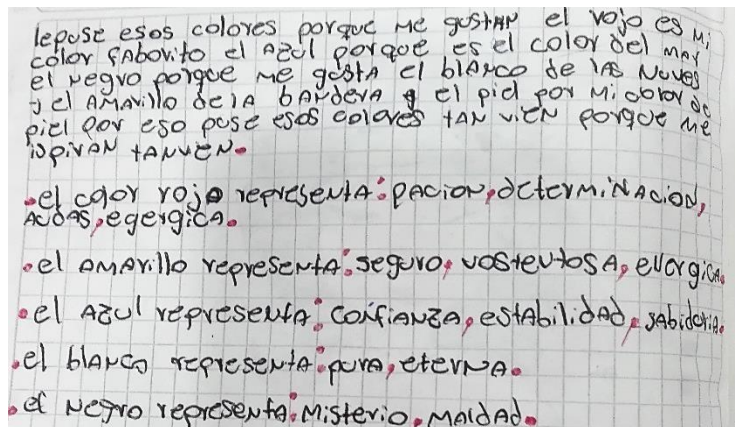 lepuse esos colores porque me gustan el rojo es mi
color faborito el azul porque es el color del mar
el negro porque me gusta el blanco de las nuves
y el amarillo dela bandera y el piel por mi color de
piel por eso puse esos colores tan vien porque me
ispiran tanven.
.el color rojo representa: pacion, determinacion,
audas, egergica.
.el amarillo representa: seguro, vostentosa, energica.
.el azul representa: confianza, estabilidad, sabiduria.
.el blanco representa: pura, eterna.
.el negro representa: misterio, maldad.